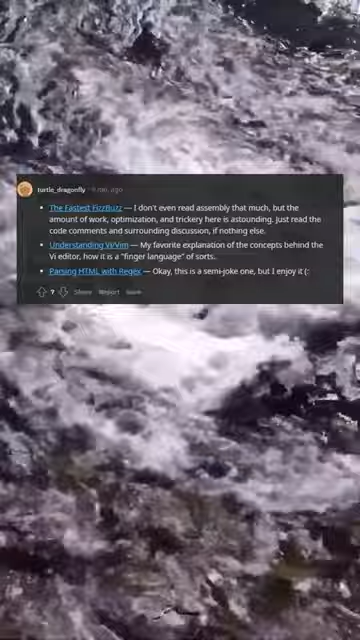 turtle_dragonfly · 9 min. ago
• The Fastest FizzBuzz — I don't even read assembly that much, but the
amount of work, optimization, and trickery here is astounding. Just read the
code comments and surrounding discussion, if nothing else.
• Understanding Vi/Vim — My favorite explanation of the concepts behind the
Vi editor, how it is a "finger language" of sorts.
• Parsing HTML with Regex — Okay, this is a semi-joke one, but I enjoy it (:
7 Share Report Save